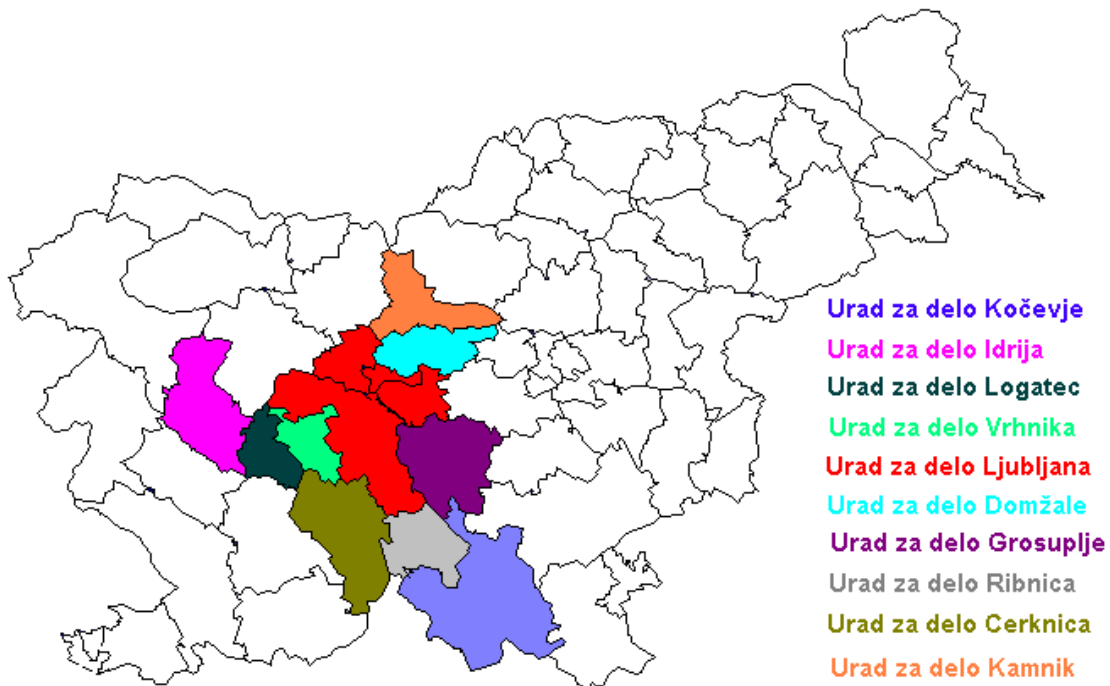 Urad za delo Kočevje
Urad za delo Idrija
Urad za delo Logatec
Urad za delo Vrhnika
Urad za delo Ljubljana
Urad za delo Domžale
Urad za delo Grosuplje
Urad za delo Ribnica
Urad za delo Cerknica
Urad za delo Kamnik